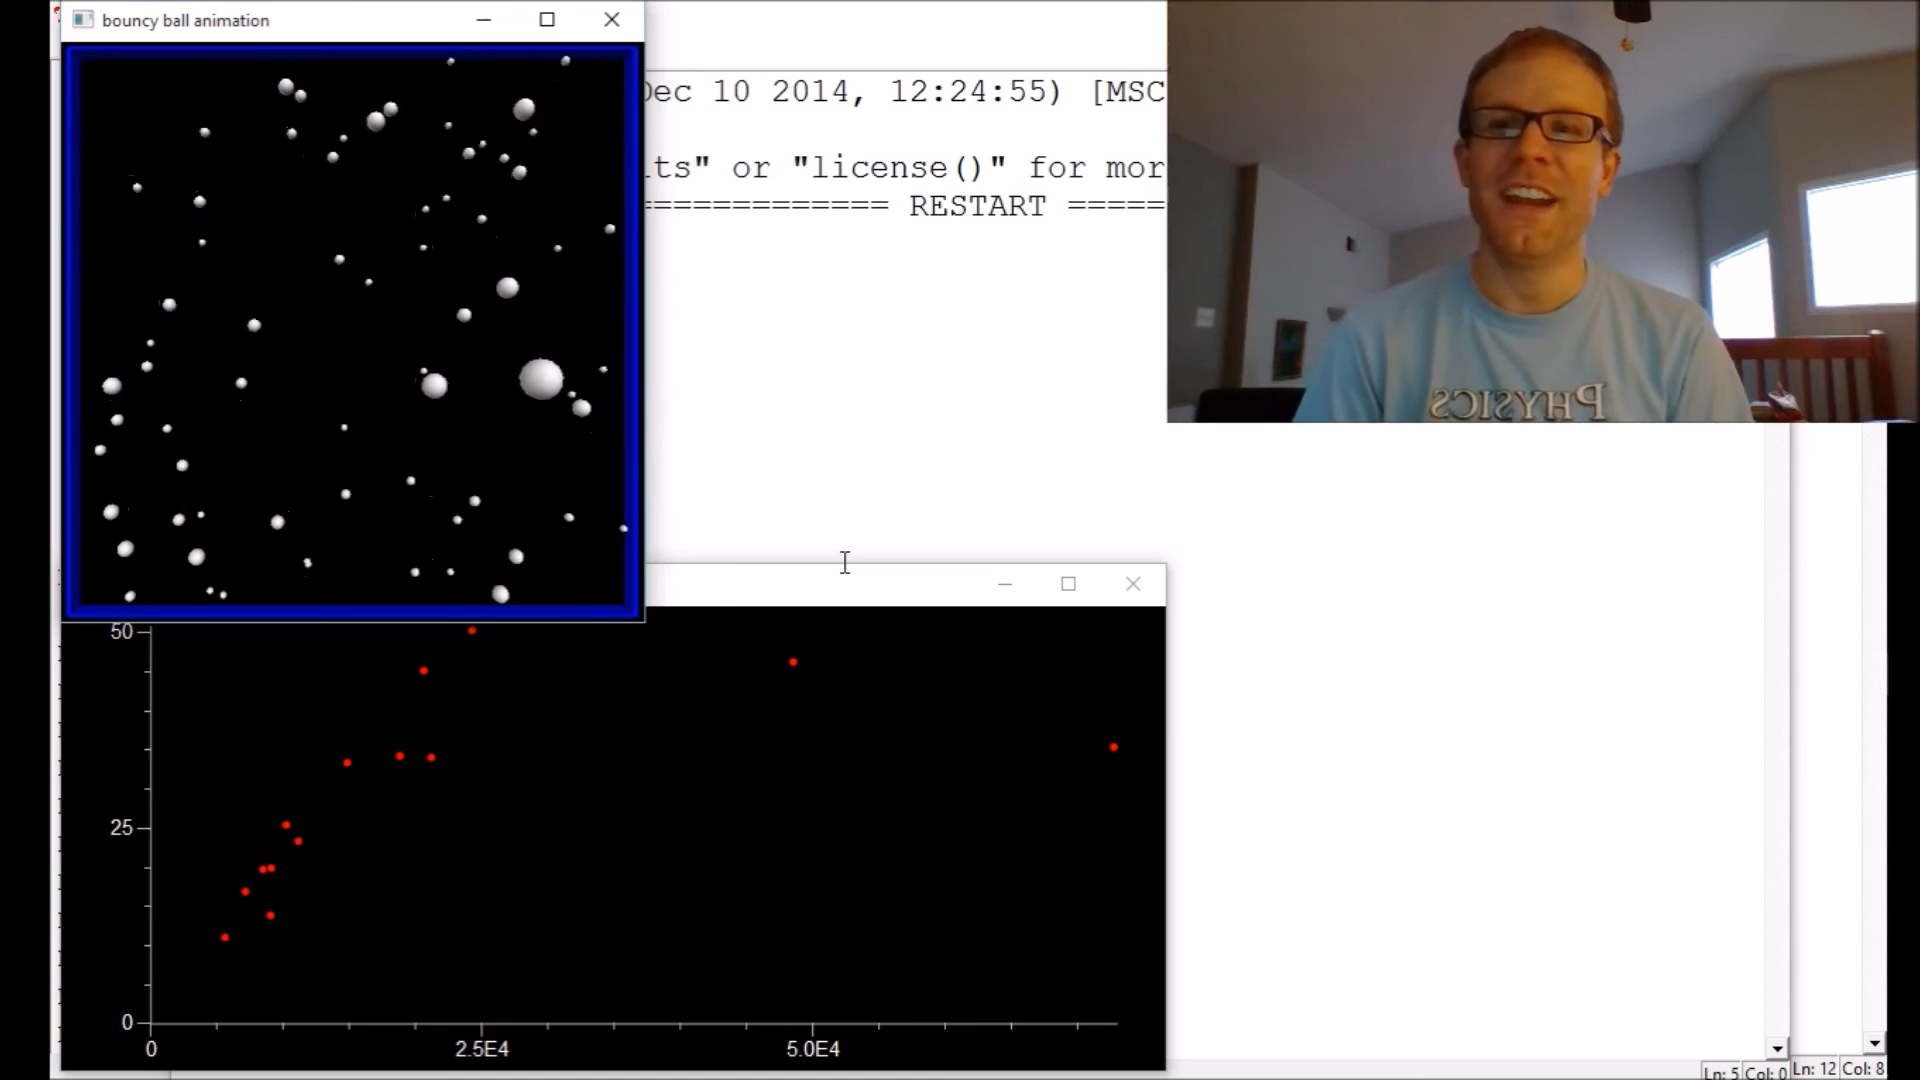 bouncy ball animation
Dec 10 2014, 12:24:55) [MSC
its" or "license()" for mor
============= RESTART =====
PHYSICS
50
25
0
0 2.5E4 5.0E4
Ln: 5 Col: 0
Ln: 12 Col: 8